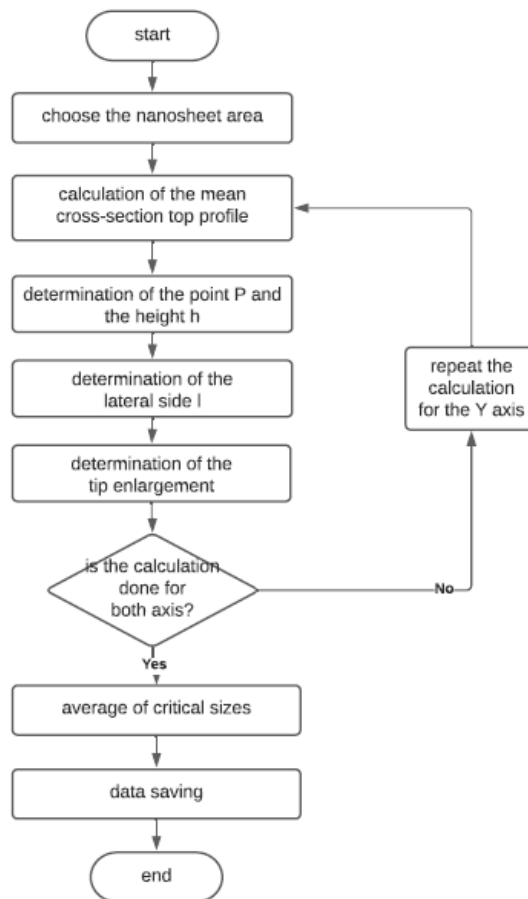 start
choose the nanosheet area
calculation of the mean
cross-section top profile
determination of the point P and
the height h
determination of the
lateral side l
repeat the
calculation
for the Y axis
determination of the
tip enlargement
is the calculation
done for
both axis?
No
Yes
average of critical sizes
data saving
end